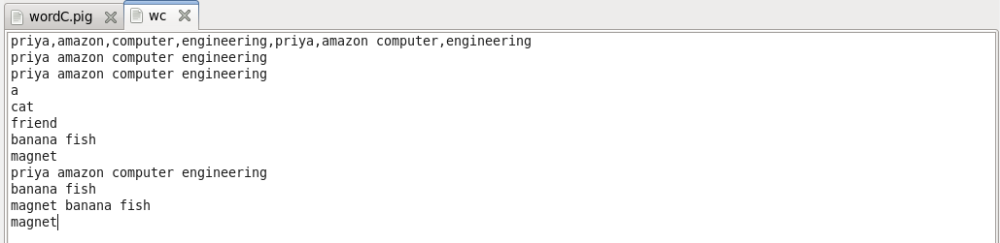 wordC.pig wc
priya,amazon,computer,engineering,priya,amazon computer,engineering
priya amazon computer engineering
priya amazon computer engineering
a
cat
friend
banana fish
magnet
priya amazon computer engineering
banana fish
magnet banana fish
magnet